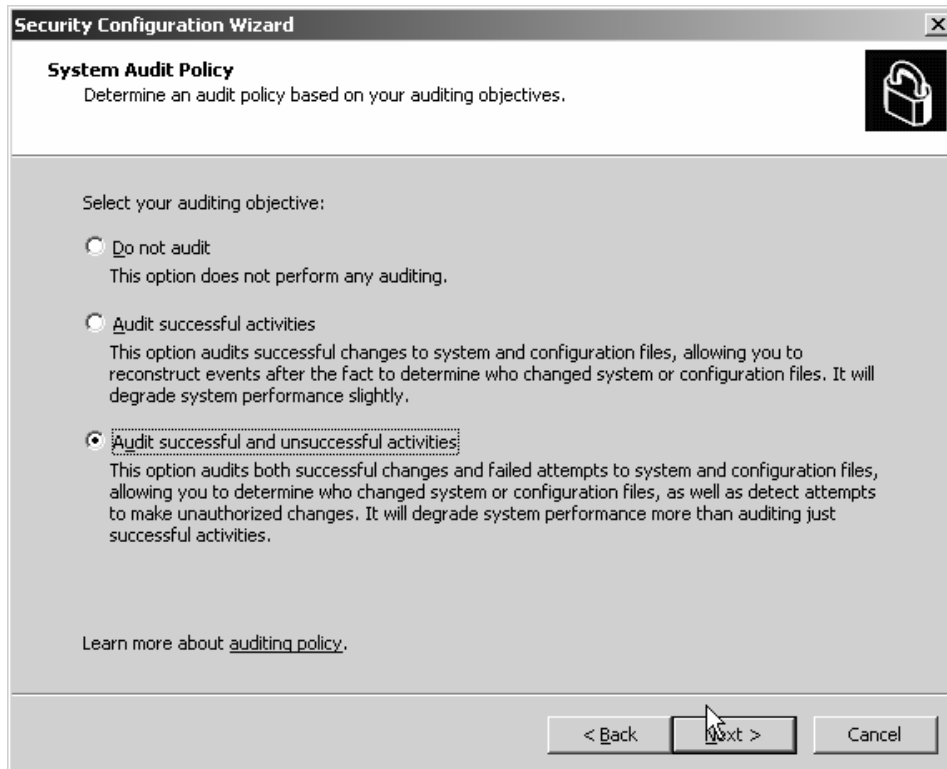 Security Configuration Wizard
System Audit Policy
Determine an audit policy based on your auditing objectives.
Select your auditing objective:
Do not audit
This option does not perform any auditing.
Audit successful activities
This option audits successful changes to system and configuration files, allowing you to
reconstruct events after the fact to determine who changed system or configuration files. It will
degrade system performance slightly.
Audit successful and unsuccessful activities
This option audits both successful changes and failed attempts to system and configuration files,
allowing you to determine who changed system or configuration files, as well as detect attempts
to make unauthorized changes. It will degrade system performance more than auditing just
successful activities.
Learn more about auditing policy.
< Back Next > Cancel